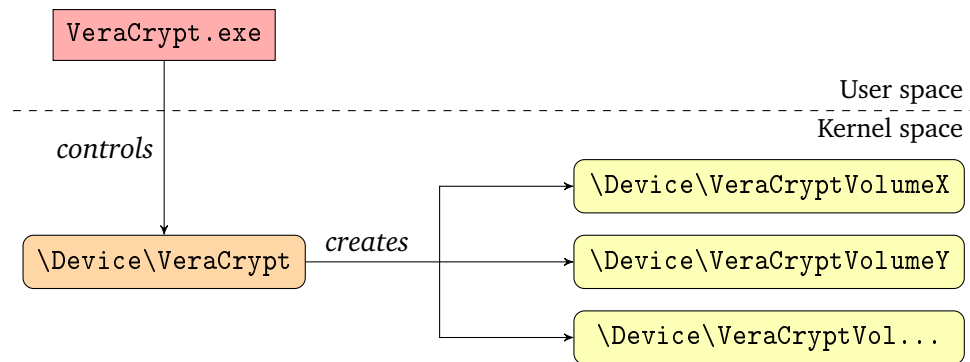 VeraCrypt.exe
User space
Kernel space
controls
\Device\VeraCryptVolumeX
\Device\VeraCrypt
creates
\Device\VeraCryptVolumeY
\Device\VeraCryptVol...